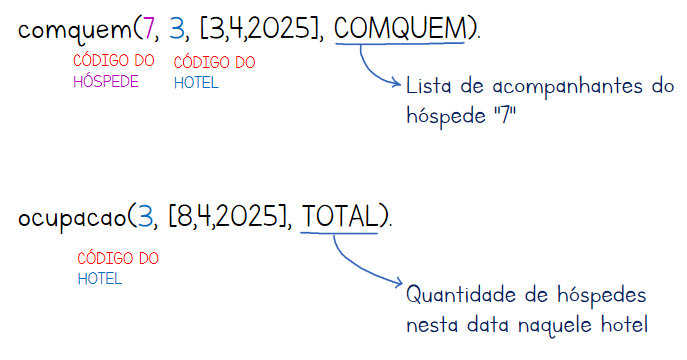 comquem(7, 3, [3,4,2025], COMQUEM).
CÓDIGO DO
HÓSPEDE
CÓDIGO DO
HOTEL
Lista de acompanhantes do
hóspede "7"
ocupacao(3, [8,4,2025], TOTAL).
CÓDIGO DO
HOTEL
Quantidade de hóspedes
nesta data naquele hotel